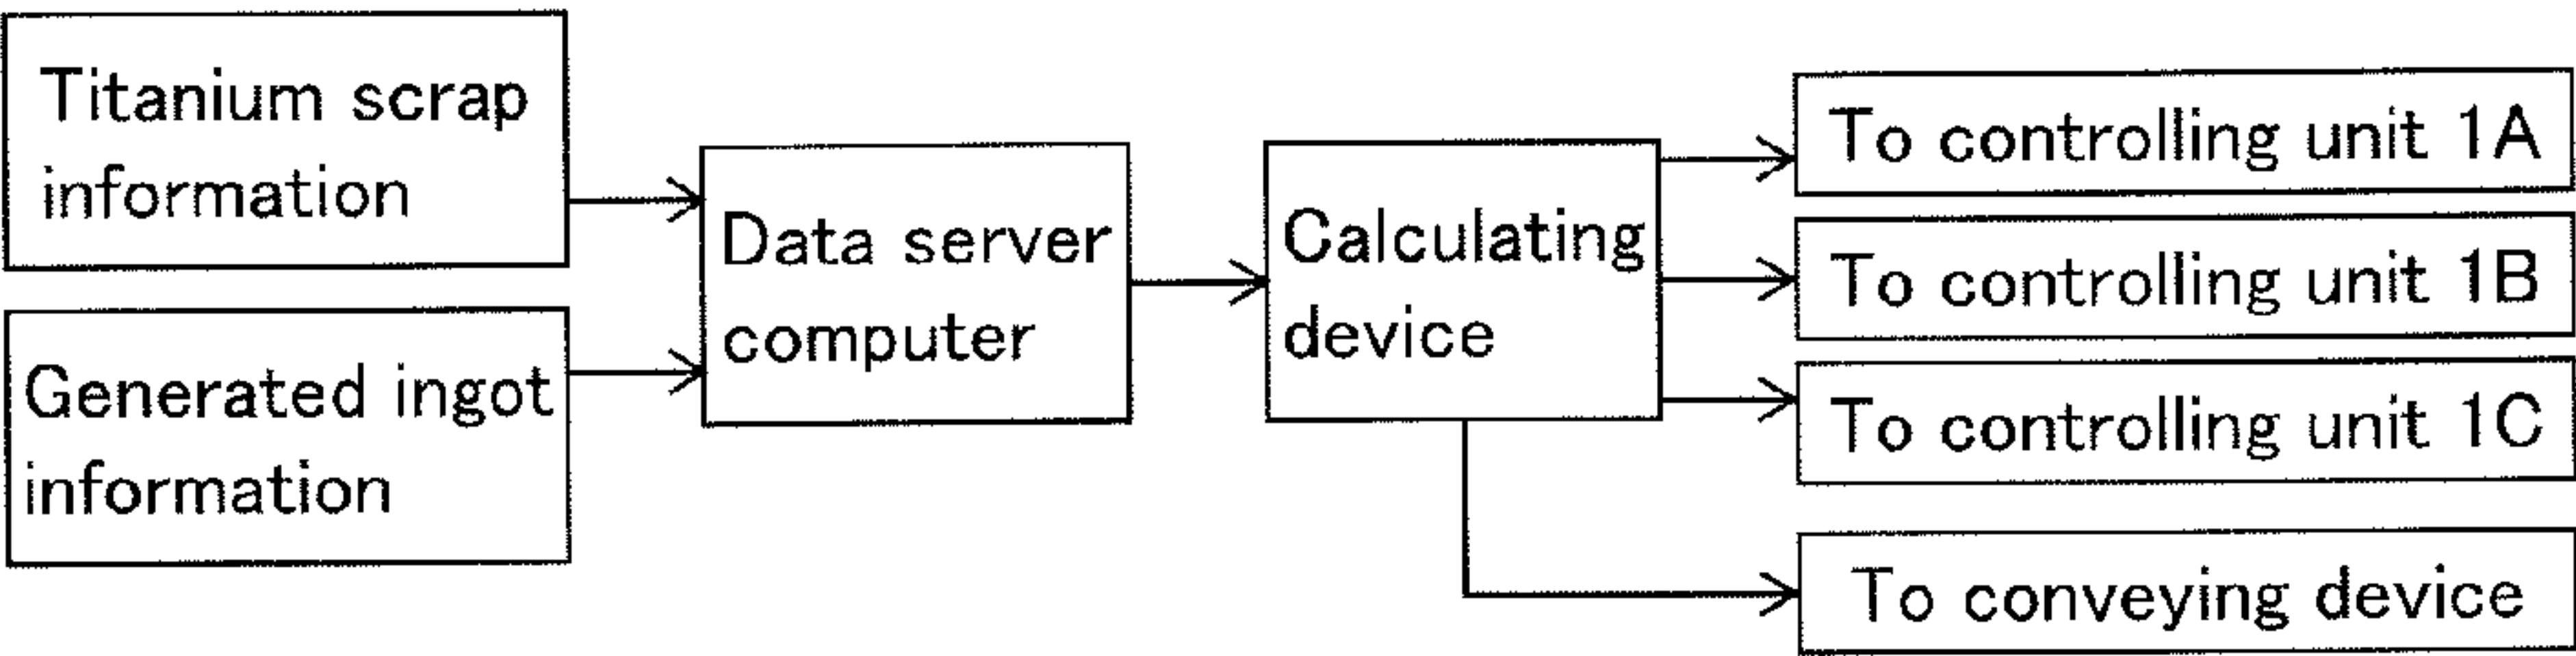 Titanium scrap
information
Generated ingot
information
Data server
computer
Calculating
device
To controlling unit 1A
To controlling unit 1B
To controlling unit 1C
To conveying device